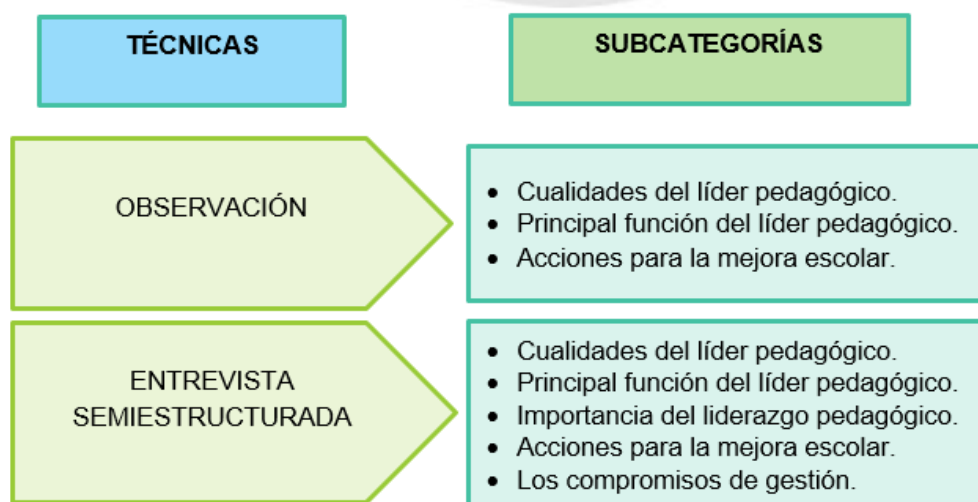 TÉCNICAS
SUBCATEGORÍAS
OBSERVACIÓN
• Cualidades del líder pedagógico.
• Principal función del líder pedagógico.
• Acciones para la mejora escolar.
ENTREVISTA
SEMIESTRUCTURADA
• Cualidades del líder pedagógico.
• Principal función del líder pedagógico.
• Importancia del liderazgo pedagógico.
• Acciones para la mejora escolar.
• Los compromisos de gestión.